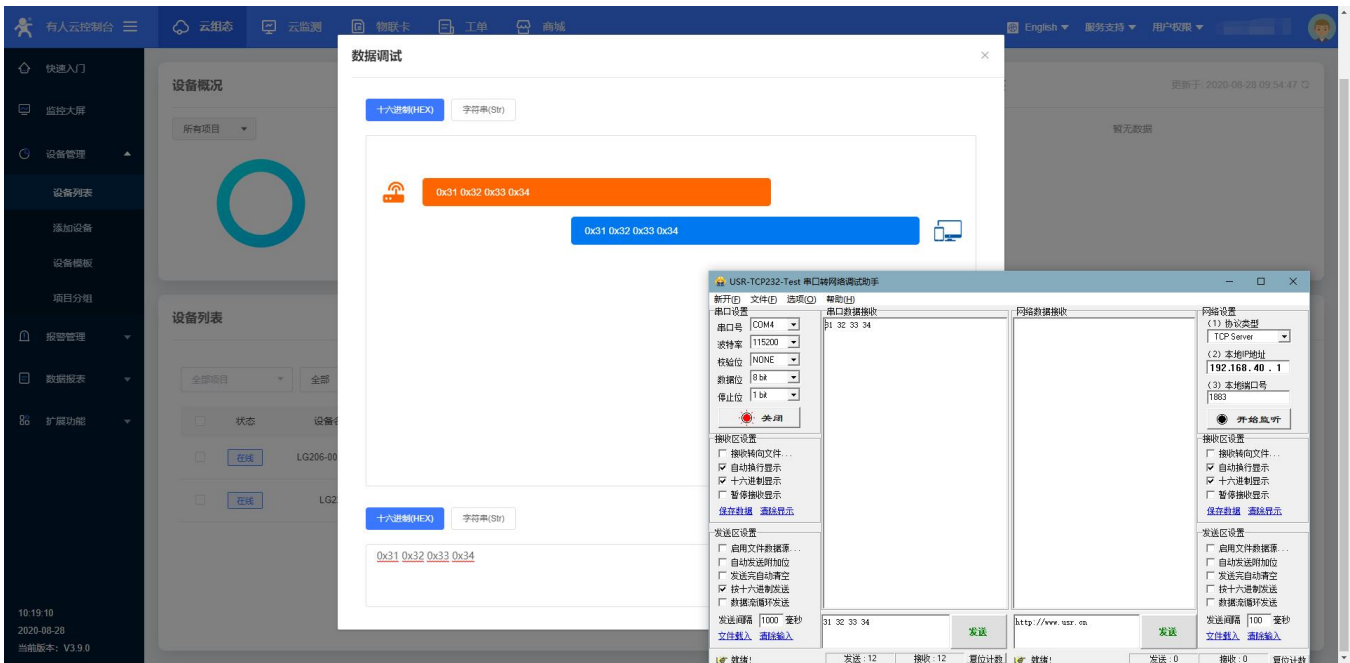 有人云控制台
云组态
云监测
物联卡
工单
商城
English
服务支持
用户权限
快速入门
监控大屏
设备管理
设备列表
添加设备
设备模板
项目分组
报警管理
数据报表
扩展功能
10:19:10
2020-08-28
当前版本：V3.9.0
设备概况
更新于: 2020-08-28 09:54:47
所有项目
暂无数据
设备列表
全部项目
全部
状态
在线
LG206-00
在线
数据调试
×
十六进制(HEX)
字符串(Str)
0x31 0x32 0x33 0x34
0x31 0x32 0x33 0x34
十六进制(HEX)
字符串(Str)
0x31 0x32 0x33 0x34
USR-TCP232-Test 串口转网络调试助手
新开(F) 文件(F) 选项(O) 帮助(H)
串口设置
串口号 COM4
波特率 115200
校验位 NONE
数据位 8 bit
停止位 1 bit
关闭
接收区设置
接收转向文件...
自动换行显示
十六进制显示
暂停接收显示
保存数据 清除显示
发送区设置
启用文件数据源...
自动发送附加位
发送完自动清空
按十六进制发送
数据流循环发送
发送间隔 1000 毫秒
文件载入 清除输入
串口数据接收
31 32 33 34
31 32 33 34
发送
就绪!
发送:12
接收:12
复位计数
网络数据接收
http://www.usr.cn
发送
就绪!
发送:0
接收:0
复位计数
网络设置
(1) 协议类型
TCP Server
(2) 本地IP地址
192.168.40.1
(3) 本地端口号
1883
开始监听
接收区设置
接收转向文件...
自动换行显示
十六进制显示
暂停接收显示
保存数据 清除显示
发送区设置
启用文件数据源...
自动发送附加位
发送完自动清空
按十六进制发送
数据流循环发送
发送间隔 100 毫秒
文件载入 清除输入